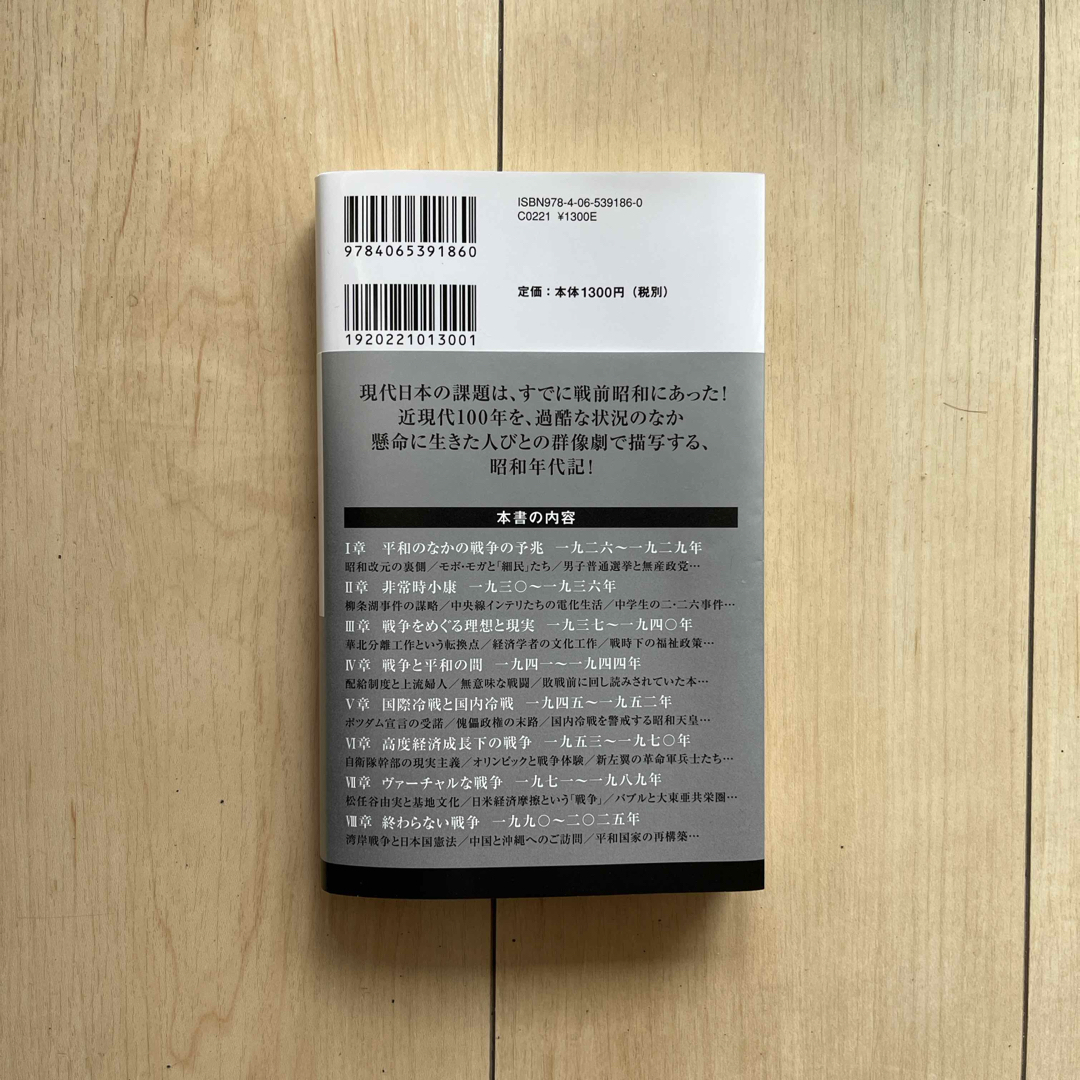 9784065391860
ISBN978-4-06-539186-0
C0221 ¥1300E
1920221013001
定価：本体1300円（税別）
現代日本の課題は、すでに戦前昭和にあった！
近現代100年を、過酷な状況のなか
懸命に生きた人びとの群像劇で描写する、
昭和年代記！
本書の内容
Ⅰ章 平和のなかの戦争の予兆 一九二六～一九二九年
昭和改元の裏側／モボ・モガと「細民」たち／男子普通選挙と無産政党…
Ⅱ章 非常時小康 一九三〇～一九三六年
柳条湖事件の謀略／中央線インテリたちの電化生活／中学生の二・二六事件…
Ⅲ章 戦争をめぐる理想と現実 一九三七～一九四〇年
華北分離工作という転換点／経済学者の文化工作／戦時下の福祉政策…
Ⅳ章 戦争と平和の間 一九四一～一九四四年
配給制度と上流婦人／無意味な戦闘／敗戦前に回し読みされていた本…
Ⅴ章 国際冷戦と国内冷戦 一九四五～一九五二年
ポツダム宣言の受諾／傀儡政権の末路／国内冷戦を警戒する昭和天皇…
Ⅵ章 高度経済成長下の戦争 一九五三～一九七〇年
自衛隊幹部の現実主義／オリンピックと戦争体験／新左翼の革命軍兵士たち…
Ⅶ章 ヴァーチャルな戦争 一九七一～一九八九年
松任谷由実と基地文化／日米経済摩擦という「戦争」／バブルと大東亜共栄圏…
Ⅷ章 終わらない戦争 一九九〇～二〇二五年
湾岸戦争と日本国憲法／中国と沖縄へのご訪問／平和国家の再構築…